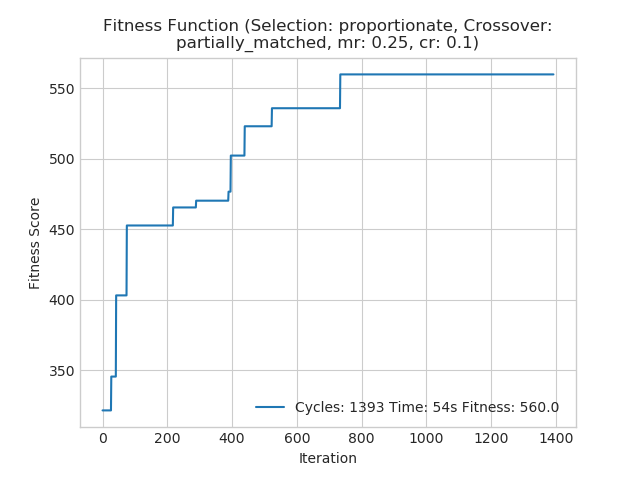 Fitness Function (Selection: proportionate, Crossover:
partially_matched, mr: 0.25, cr: 0.1)
Fitness Score
550
500
450
400
350
Cycles: 1393 Time: 54s Fitness: 560.0
0 200 400 600 800 1000 1200 1400
Iteration